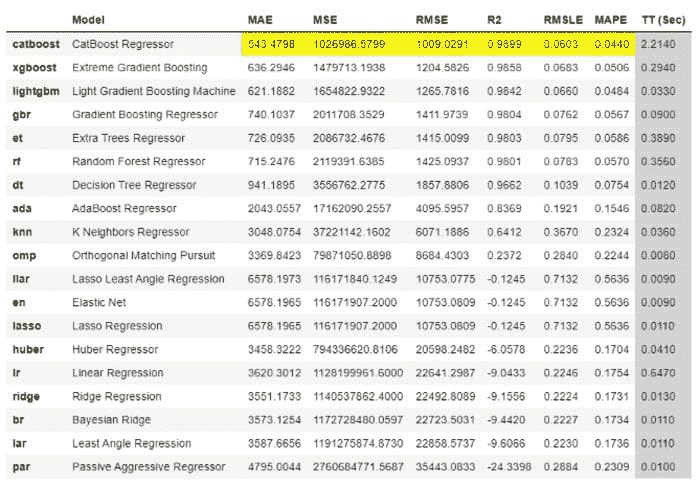 Model MAE MSE RMSE R2 RMSLE MAPE TT (Sec)
catboost CatBoost Regressor 543.4798 1026986.5799 1009.0291 0.9899 0.0603 0.0440 2.2140
xgboost Extreme Gradient Boosting 636.2946 1479713.1938 1204.5826 0.9858 0.0683 0.0506 0.2940
lightgbm Light Gradient Boosting Machine 621.1882 1654822.9322 1265.7816 0.9842 0.0660 0.0484 0.0330
gbr Gradient Boosting Regressor 740.1037 2011708.3529 1411.9739 0.9804 0.0762 0.0567 0.0900
et Extra Trees Regressor 726.0935 2086732.4676 1415.0099 0.9803 0.0795 0.0586 0.3890
rf Random Forest Regressor 715.2476 2119391.6385 1425.0937 0.9801 0.0783 0.0570 0.3560
dt Decision Tree Regressor 941.1895 3556762.2775 1857.8806 0.9662 0.1039 0.0754 0.0120
ada AdaBoost Regressor 2043.0557 17162090.2557 4095.5957 0.8369 0.1921 0.1546 0.0820
knn K Neighbors Regressor 3048.0754 37221142.1602 6071.1886 0.6412 0.3670 0.2324 0.0360
omp Orthogonal Matching Pursuit 3369.8423 79871050.8898 8684.4303 0.2372 0.2840 0.2244 0.0080
llar Lasso Least Angle Regression 6578.1973 116171840.1249 10753.0775 -0.1245 0.7132 0.5636 0.0090
en Elastic Net 6578.1965 116171907.2000 10753.0809 -0.1245 0.7132 0.5636 0.0090
lasso Lasso Regression 6578.1965 116171907.2000 10753.0809 -0.1245 0.7132 0.5636 0.0110
huber Huber Regressor 3458.3222 794336620.8106 20598.2482 -6.0578 0.2236 0.1704 0.0410
lr Linear Regression 3620.3012 1128199961.6000 22641.2987 -9.0433 0.2246 0.1754 0.6470
ridge Ridge Regression 3551.1733 1140537862.4000 22492.8089 -9.1556 0.2224 0.1731 0.0130
br Bayesian Ridge 3573.1254 1172728480.0597 22723.5031 -9.4420 0.2227 0.1734 0.0110
lar Least Angle Regression 3587.6656 1191275874.8730 22858.5737 -9.6066 0.2230 0.1736 0.0110
par Passive Aggressive Regressor 4795.0044 2760684771.5687 35443.0833 -24.3398 0.2884 0.2309 0.0100